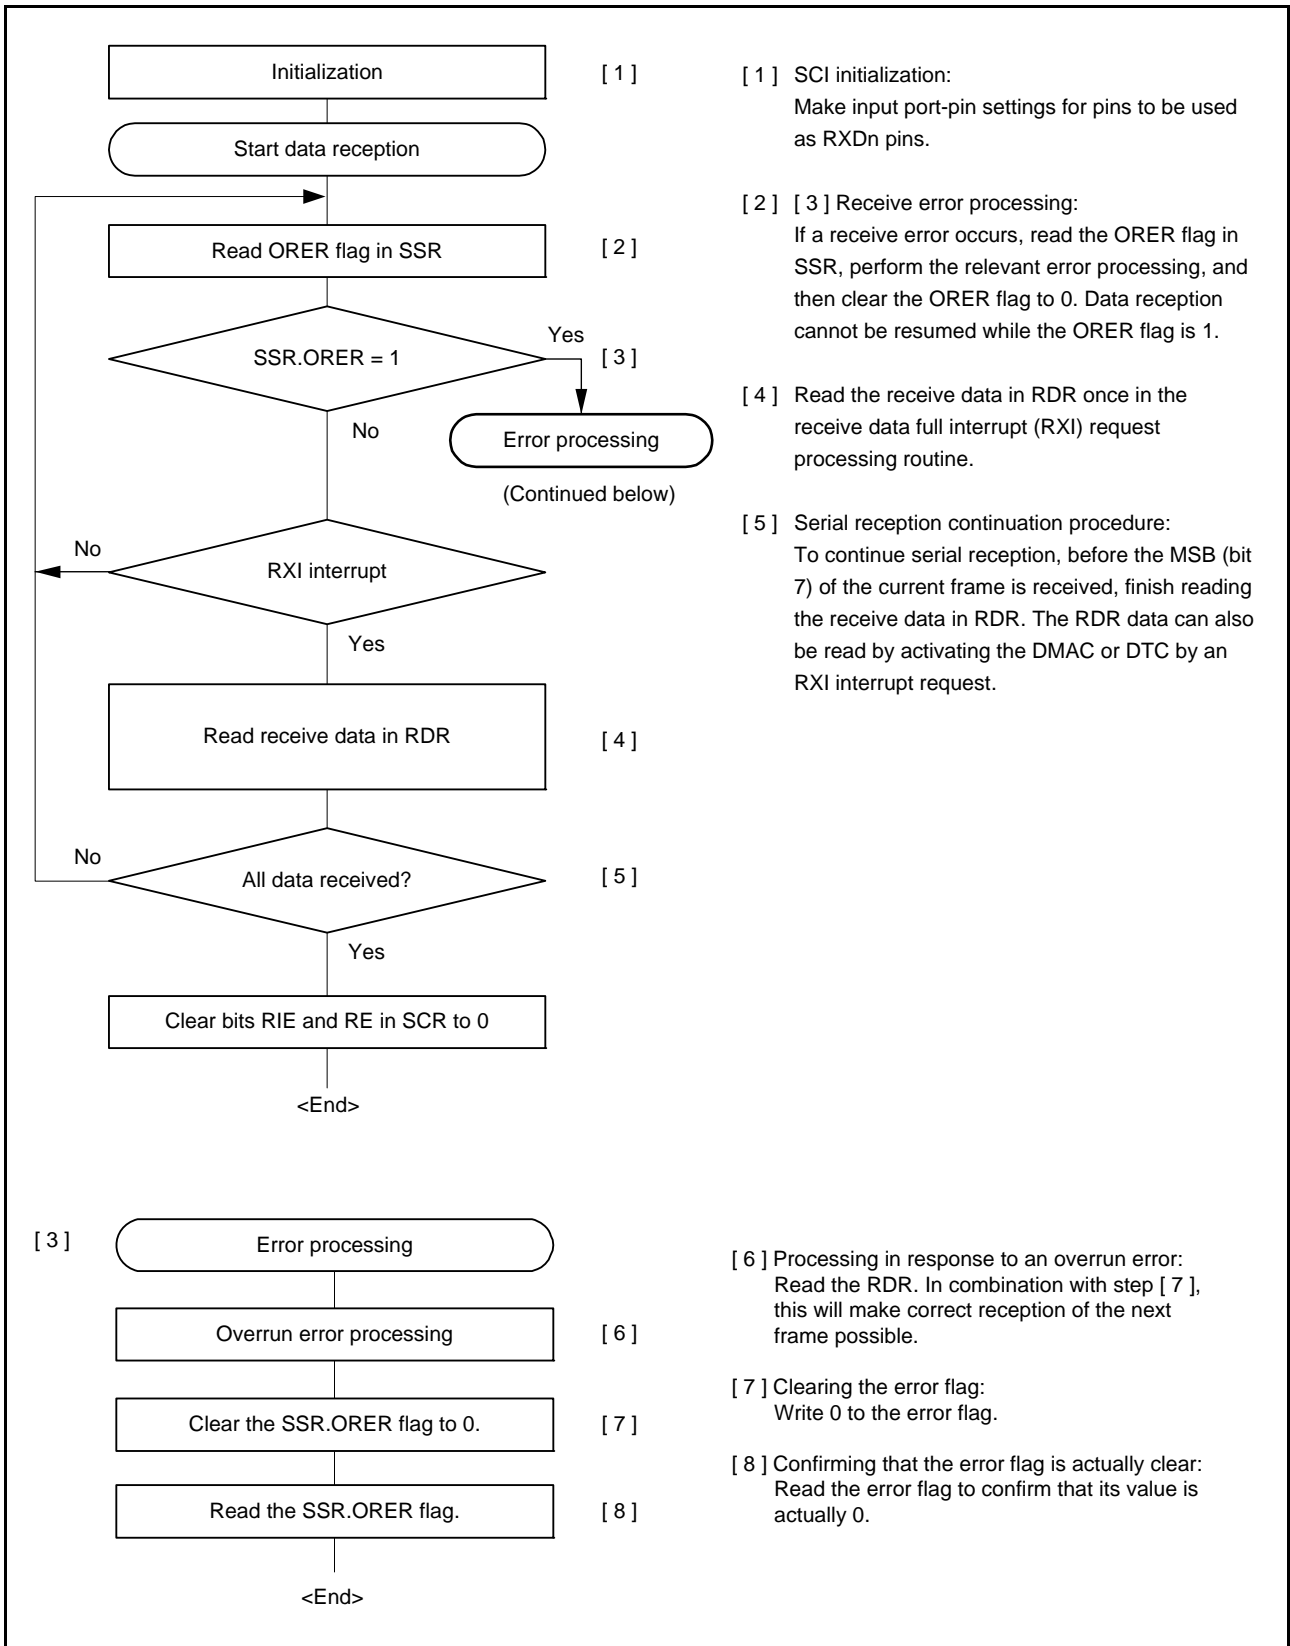 Initialization
[ 1 ]
Start data reception
Read ORER flag in SSR
[ 2 ]
SSR.ORER = 1
Yes
[ 3 ]
No
Error processing
(Continued below)
No
RXI interrupt
Yes
Read receive data in RDR
[ 4 ]
No
All data received?
[ 5 ]
Yes
Clear bits RIE and RE in SCR to 0
<End>
[ 1 ] SCI initialization:
Make input port-pin settings for pins to be used
as RXDn pins.
[ 2 ] [ 3 ] Receive error processing:
If a receive error occurs, read the ORER flag in
SSR, perform the relevant error processing, and
then clear the ORER flag to 0. Data reception
cannot be resumed while the ORER flag is 1.
[ 4 ] Read the receive data in RDR once in the
receive data full interrupt (RXI) request
processing routine.
[ 5 ] Serial reception continuation procedure:
To continue serial reception, before the MSB (bit
7) of the current frame is received, finish reading
the receive data in RDR. The RDR data can also
be read by activating the DMAC or DTC by an
RXI interrupt request.
[ 3 ]
Error processing
Overrun error processing
[ 6 ]
Clear the SSR.ORER flag to 0.
[ 7 ]
Read the SSR.ORER flag.
[ 8 ]
<End>
[ 6 ] Processing in response to an overrun error:
Read the RDR. In combination with step [ 7 ],
this will make correct reception of the next
frame possible.
[ 7 ] Clearing the error flag:
Write 0 to the error flag.
[ 8 ] Confirming that the error flag is actually clear:
Read the error flag to confirm that its value is
actually 0.